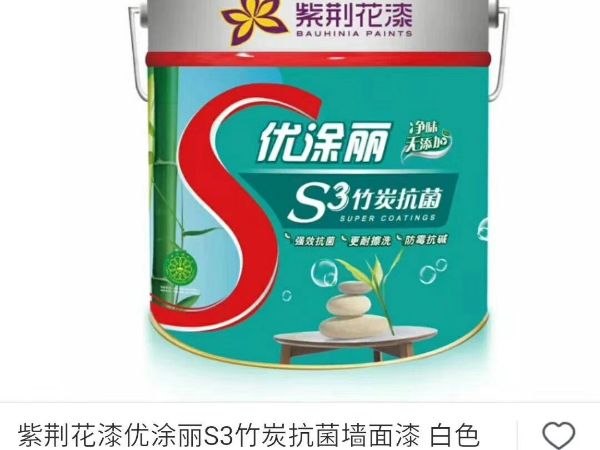 紫荆花漆
BAUHINIA PAINTS
优涂丽
净味
无添加
S3竹炭抗菌
SUPER COATINGS
强效抗菌 更耐擦洗 防霉抗碱
紫荆花漆优涂丽S3竹炭抗菌墙面漆 白色